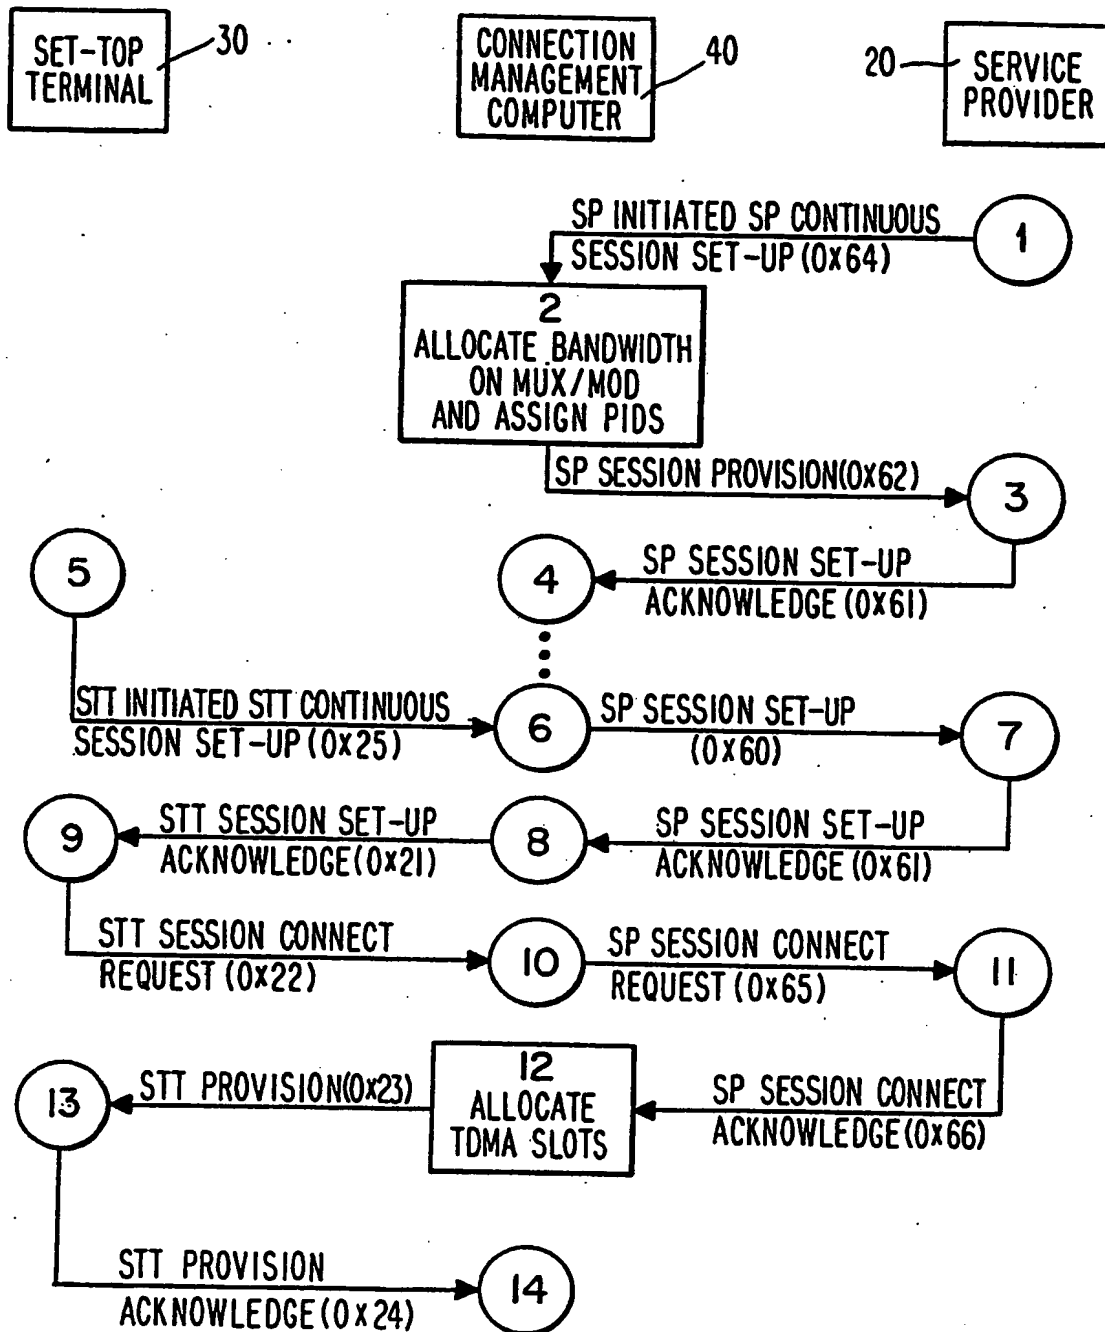 SET-TOP
TERMINAL
30
CONNECTION
MANAGEMENT
COMPUTER
40
20
SERVICE
PROVIDER
SP INITIATED SP CONTINUOUS
SESSION SET-UP (0X64)
1
2
ALLOCATE BANDWIDTH
ON MUX/MOD
AND ASSIGN PIDS
SP SESSION PROVISION(0X62)
3
SP SESSION SET-UP
ACKNOWLEDGE (0X61)
4
5
STT INITIATED STT CONTINUOUS
SESSION SET-UP (0X25)
6
SP SESSION SET-UP
(0X60)
7
9
STT SESSION SET-UP
ACKNOWLEDGE(0X21)
8
SP SESSION SET-UP
ACKNOWLEDGE (0X61)
STT SESSION CONNECT
REQUEST (0X22)
10
SP SESSION CONNECT
REQUEST (0X65)
11
13
STT PROVISION(0X23)
12
ALLOCATE
TDMA SLOTS
SP SESSION CONNECT
ACKNOWLEDGE(0X66)
STT PROVISION
ACKNOWLEDGE(0X24)
14